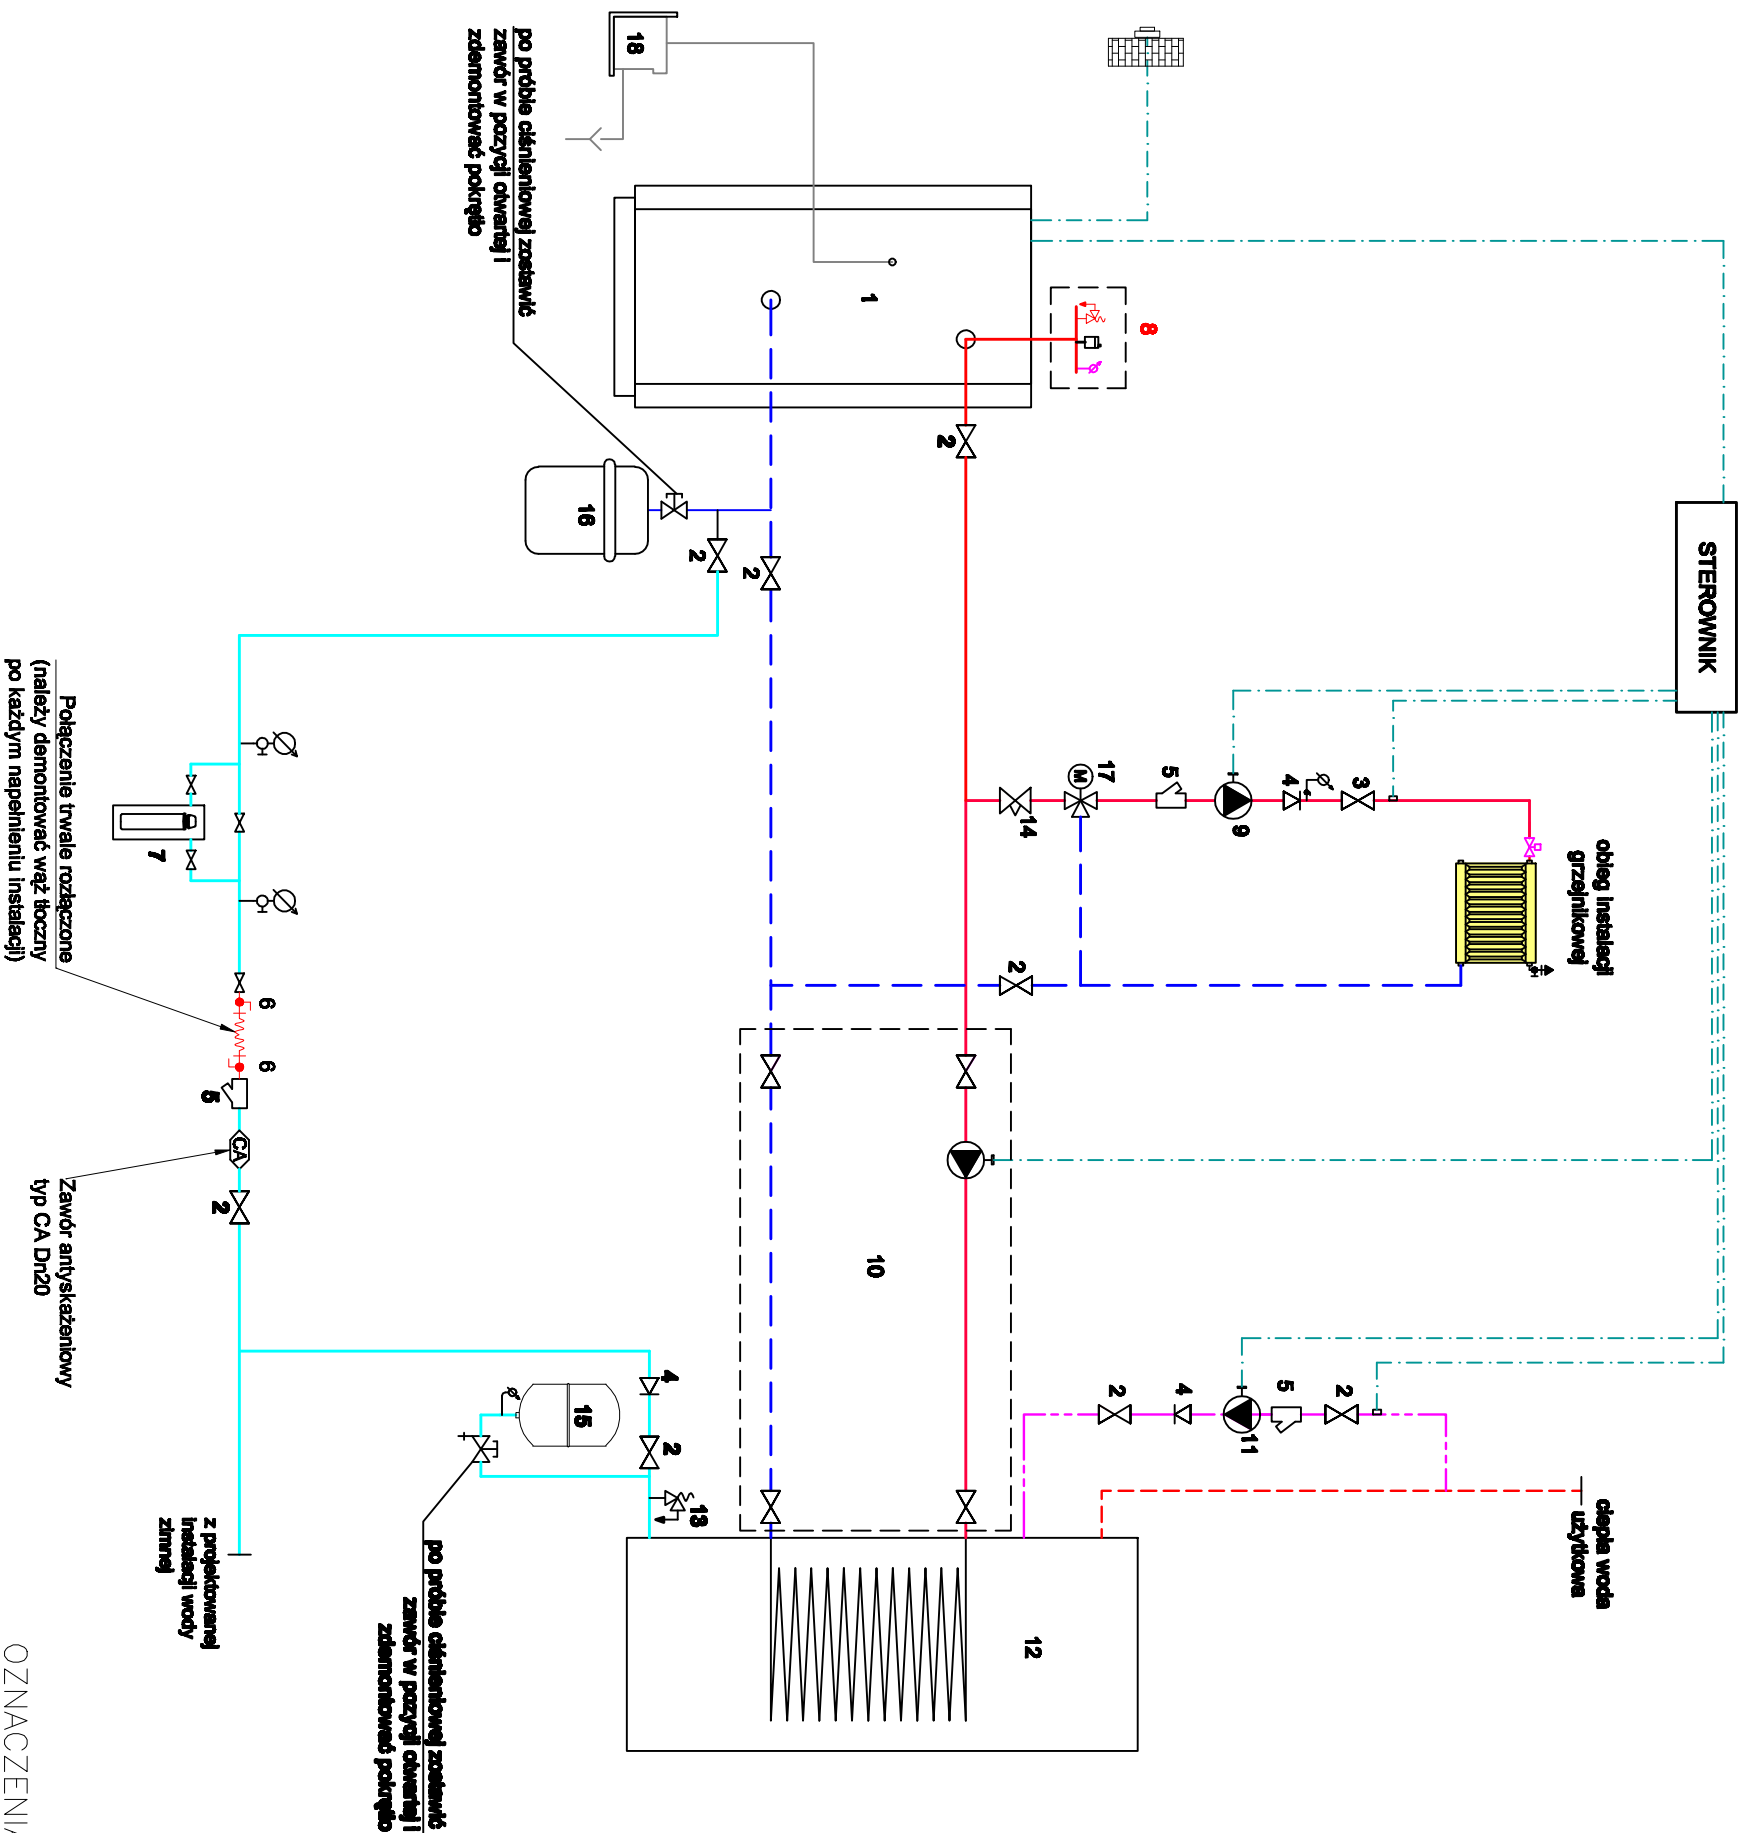 STEROWNIK
ciepła woda
użytkowa
obieg instalacji
grzejnikowej
8
17
5
4
3
9
14
2
2
4
5
2
11
2
1
10
12
18
po próbie ciśnieniowej zostawić
zawór w pozycji otwartej i
zdemontować pokrętło
16
2
2
M
4
2
13
15
po próbie ciśnieniowej zostawić
zawór w pozycji otwartej i
zdemontować pokrętło
7
6
6
5
CA
2
z projektowanej
instalacji wody
zimnej
Połączenie trwale rozłączone
(należy demontować wąż tłoczny
po każdym napełnieniu instalacji)
Zawór antyskażeniowy
typ CA Dn20
OZNACZENIA